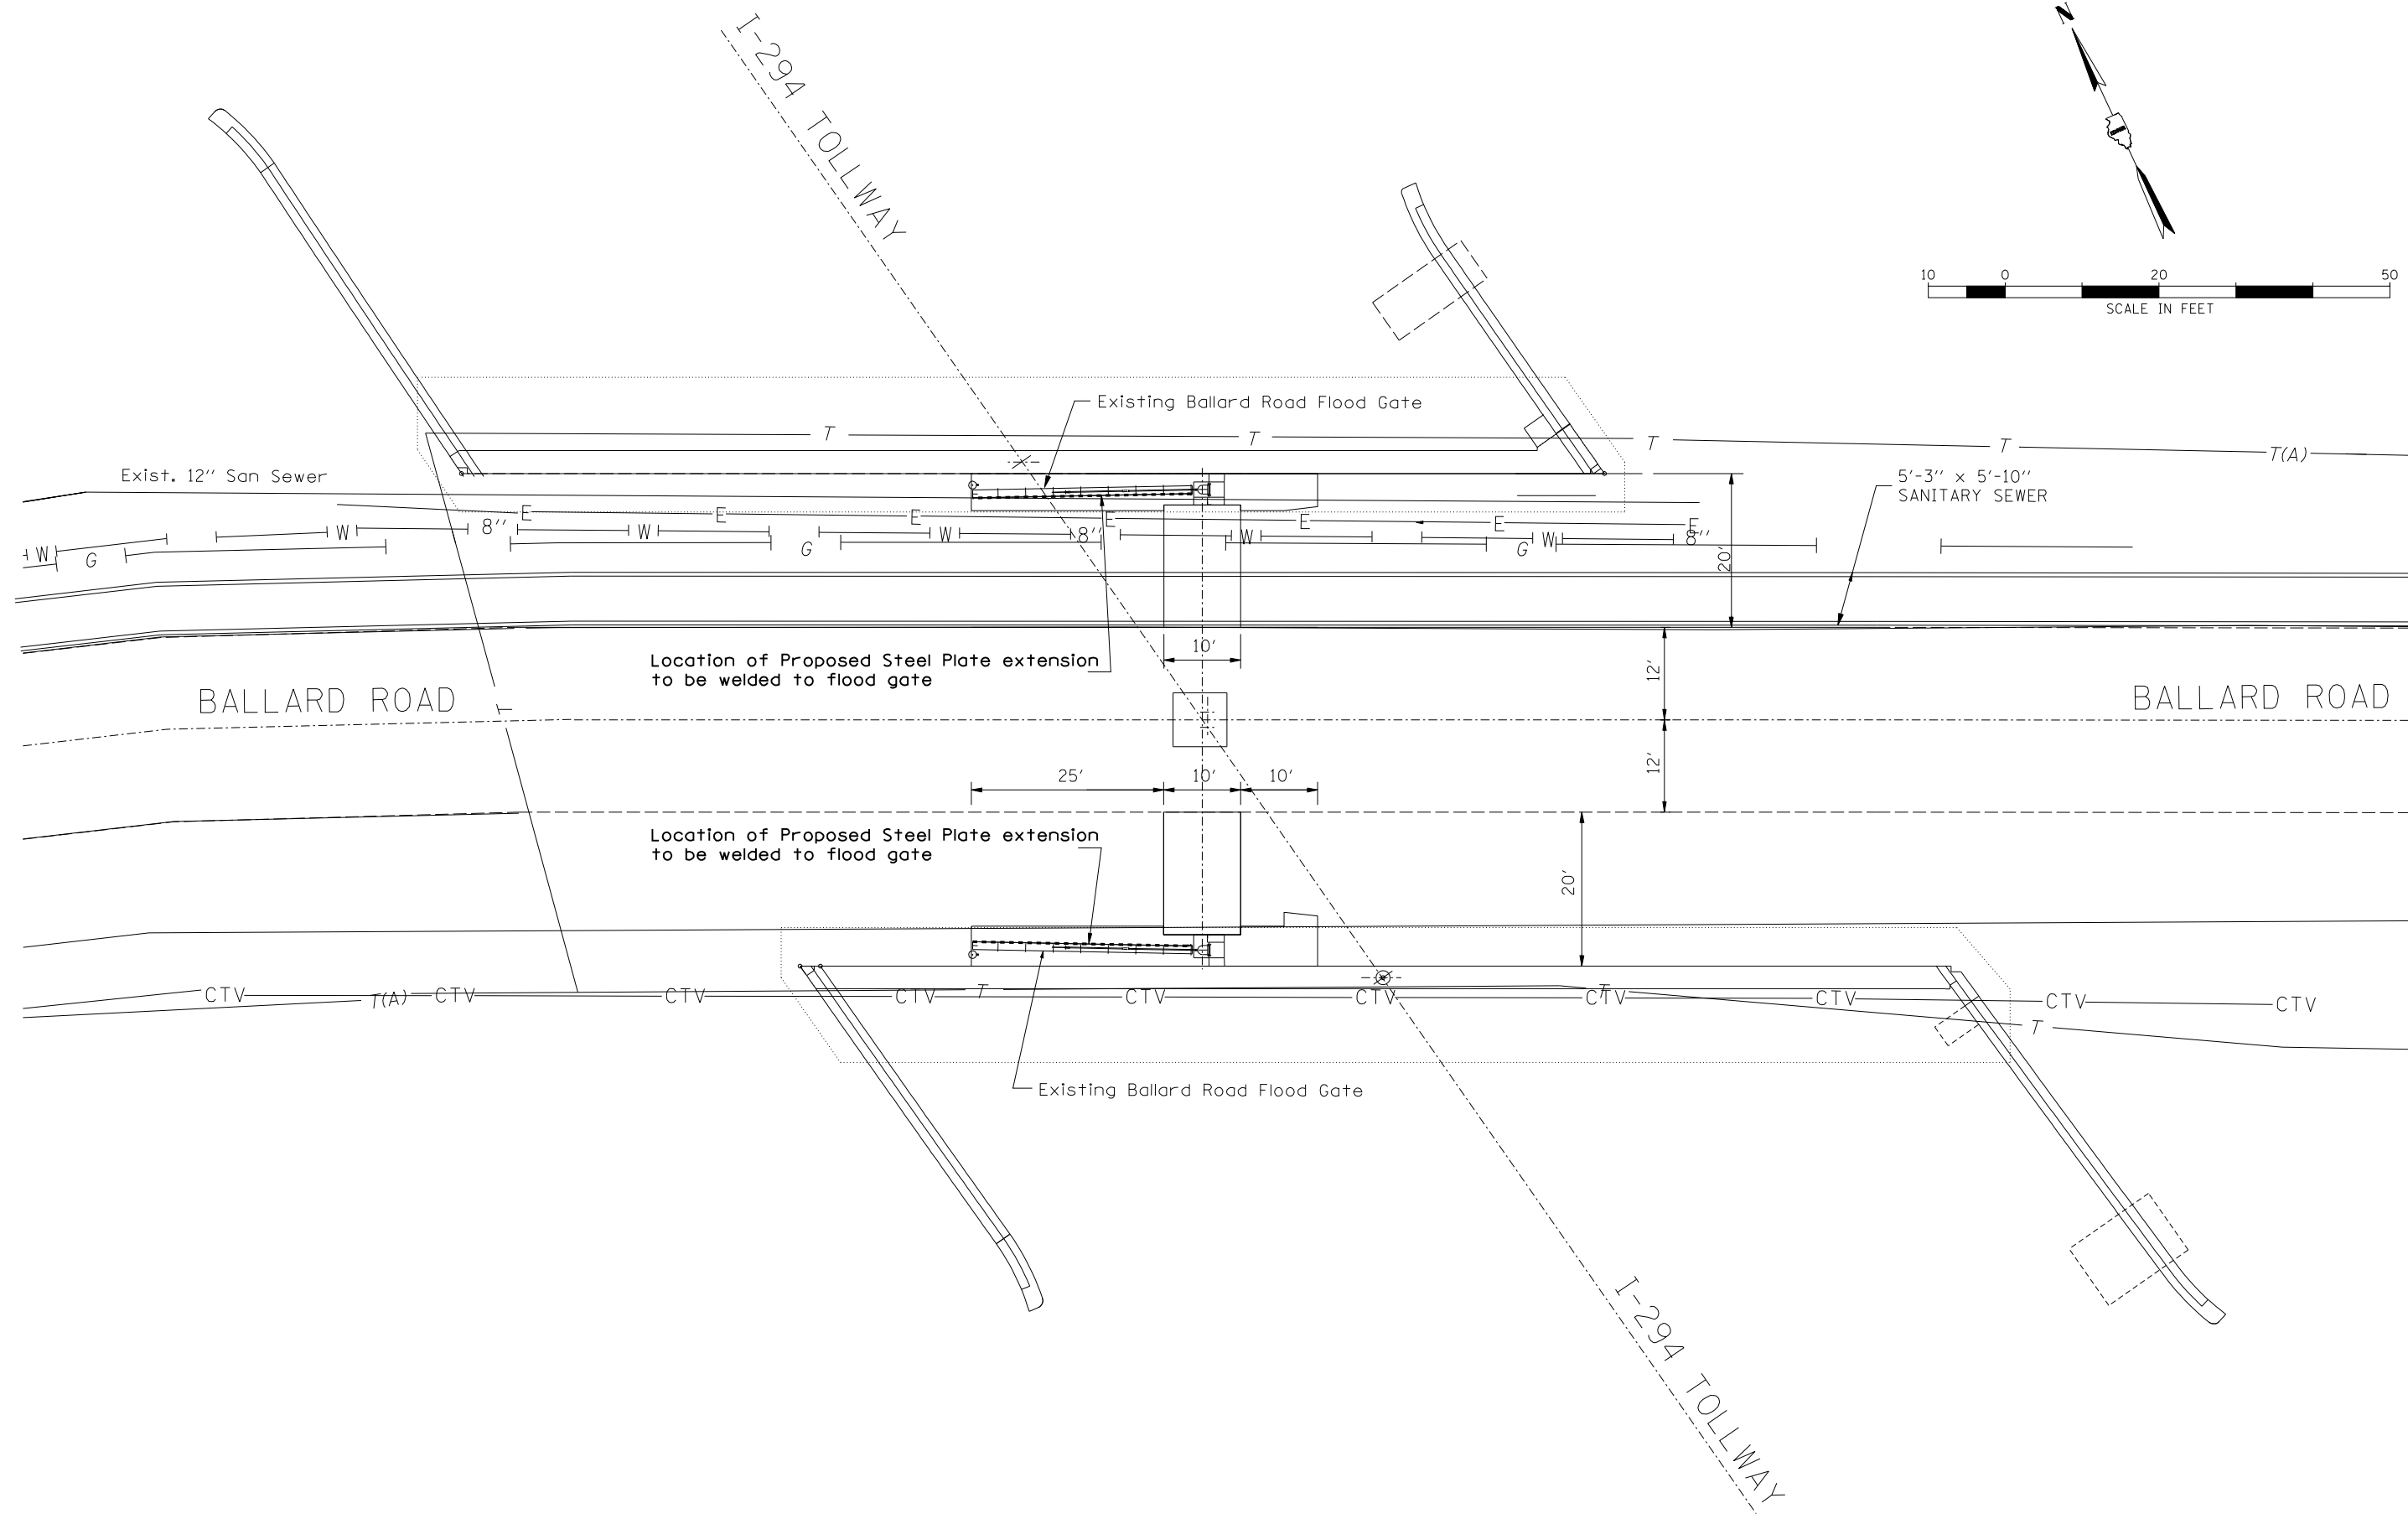 N
I-294 TOLLWAY
10 0 20 50
SCALE IN FEET
Existing Ballard Road Flood Gate
T T T T T(A)
Exist. 12'' San Sewer
5'-3'' x 5'-10''
SANITARY SEWER
E E E E E E E
W W 8'' W W 8'' W W 8''
G G G
20'
10'
12'
Location of Proposed Steel Plate extension
to be welded to flood gate
BALLARD ROAD
T
BALLARD ROAD
12'
25' 10' 10'
Location of Proposed Steel Plate extension
to be welded to flood gate
20'
CTV T(A) CTV CTV CTV T CTV CTV CTV T CTV CTV CTV
T
Existing Ballard Road Flood Gate
I-294 TOLLWAY